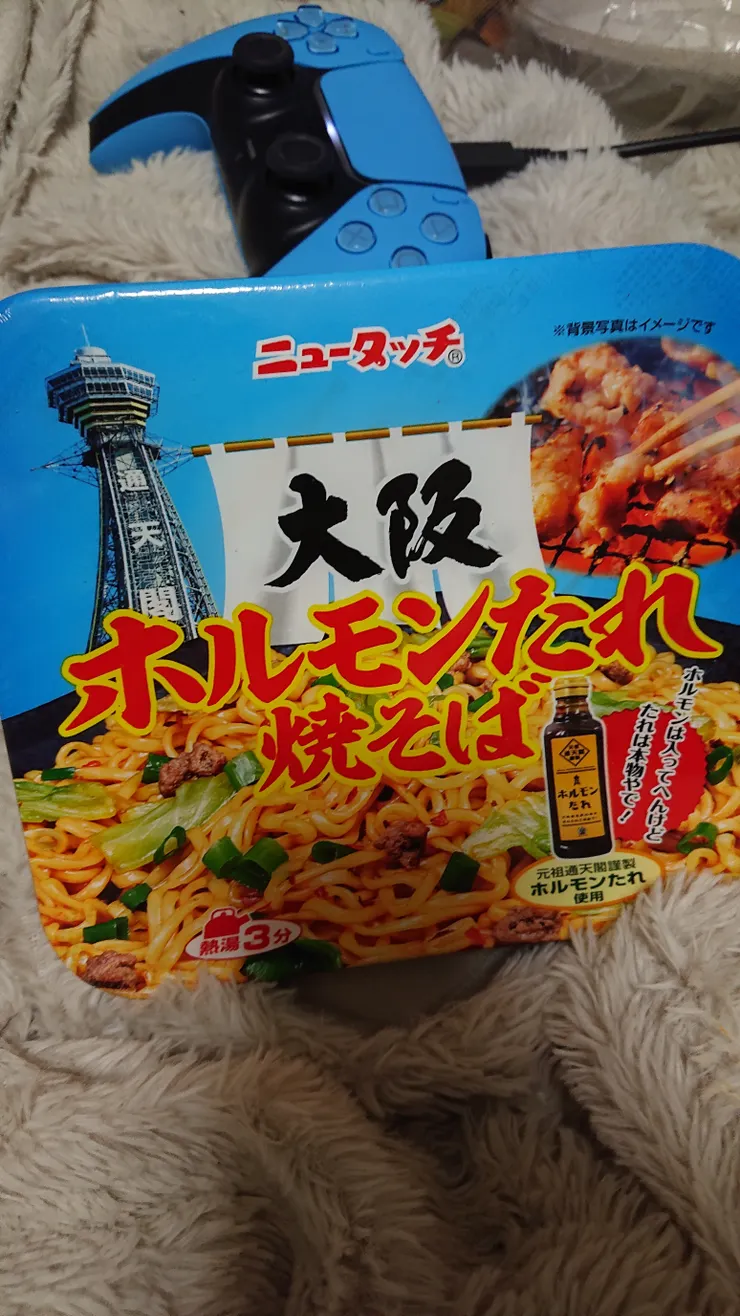 ※背景写真はイメージです
ニュータッチ®
通天閣
大阪
ホルモンたれ
焼そば
ホルモンは入ってへんけど
たれは本物やで!
ホルモン
たれ
元祖通天閣謹製
ホルモンたれ
使用
熱湯3分